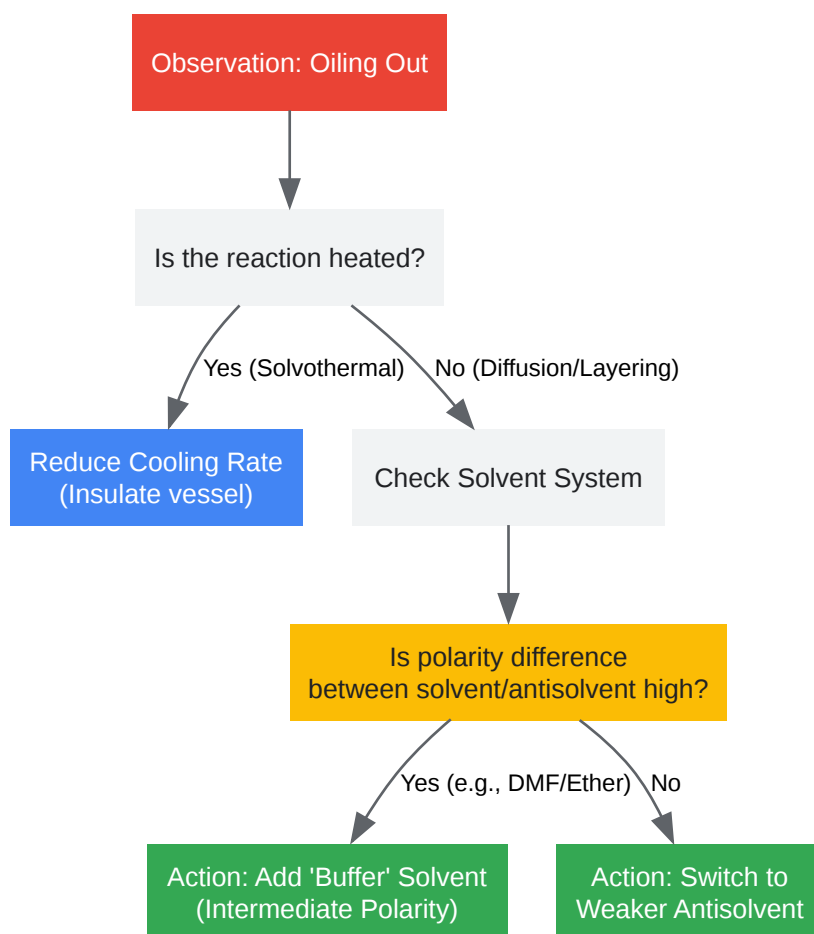 Observation: Oiling Out
Is the reaction heated?
Yes (Solvothermal)
No (Diffusion/Layering)
Reduce Cooling Rate
(Insulate vessel)
Check Solvent System
Is polarity difference
between solvent/antisolvent high?
Yes (e.g., DMF/Ether)
No
Action: Add 'Buffer' Solvent
(Intermediate Polarity)
Action: Switch to
Weaker Antisolvent